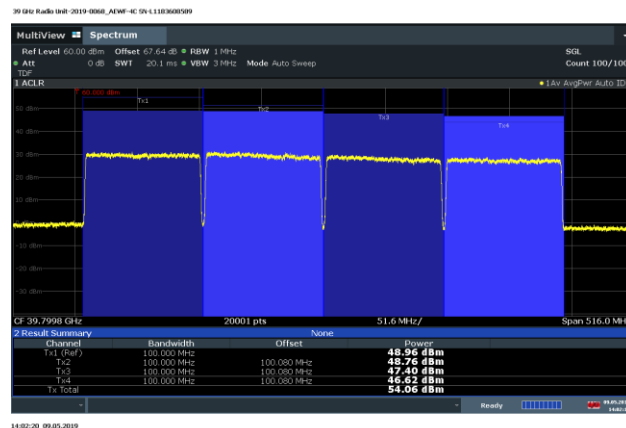 39 GHz Radio Unit-2019-0068_AEWF-4C SN-L1183608589
MultiView Spectrum
Ref Level 60.00 dBm Offset 67.64 dB RBW 1 MHz SGL
Att 0 dB SWT 20.1 ms VBW 3 MHz Mode Auto Sweep Count 100/100
TDF
1 ACLR 1Av AvgPwr Auto ID
60.000 dBm
Tx1
Tx2
Tx3
Tx4
50 dBm
40 dBm
30 dBm
20 dBm
10 dBm
-10 dBm
-20 dBm
-30 dBm
CF 39.7998 GHz 20001 pts 51.6 MHz/ Span 516.0 MH
2 Result Summary None
Channel Bandwidth Offset Power
Tx1 (Ref) 100.000 MHz 48.96 dBm
Tx2 100.000 MHz 100.080 MHz 48.76 dBm
Tx3 100.000 MHz 100.080 MHz 47.40 dBm
Tx4 100.000 MHz 100.080 MHz 46.62 dBm
Tx Total 54.06 dBm
Ready
14:02:20 09.05.2019